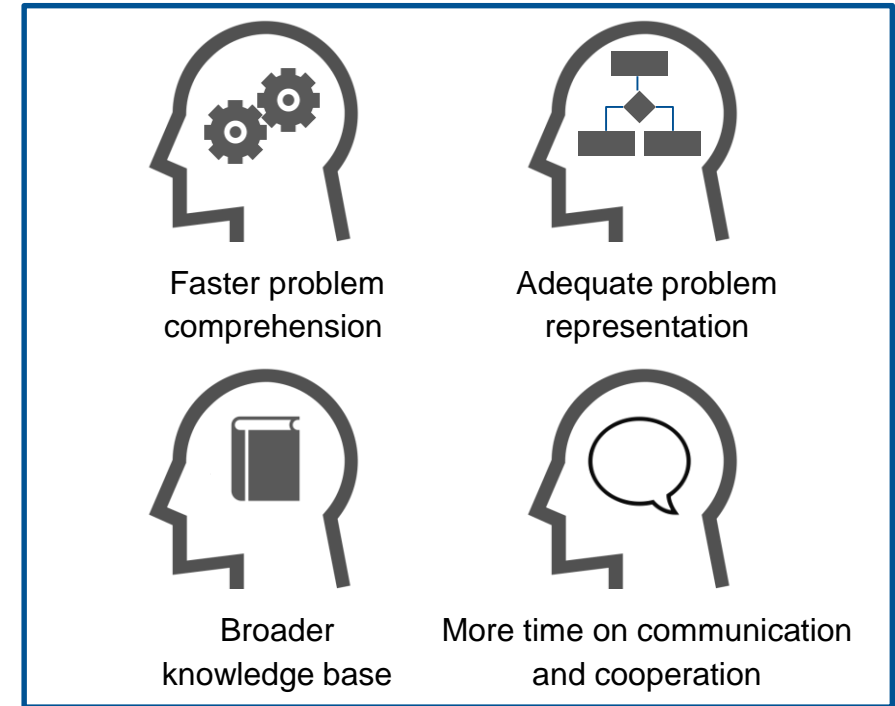 Faster problem
comprehension
Adequate problem
representation
Broader
knowledge base
More time on communication
and cooperation